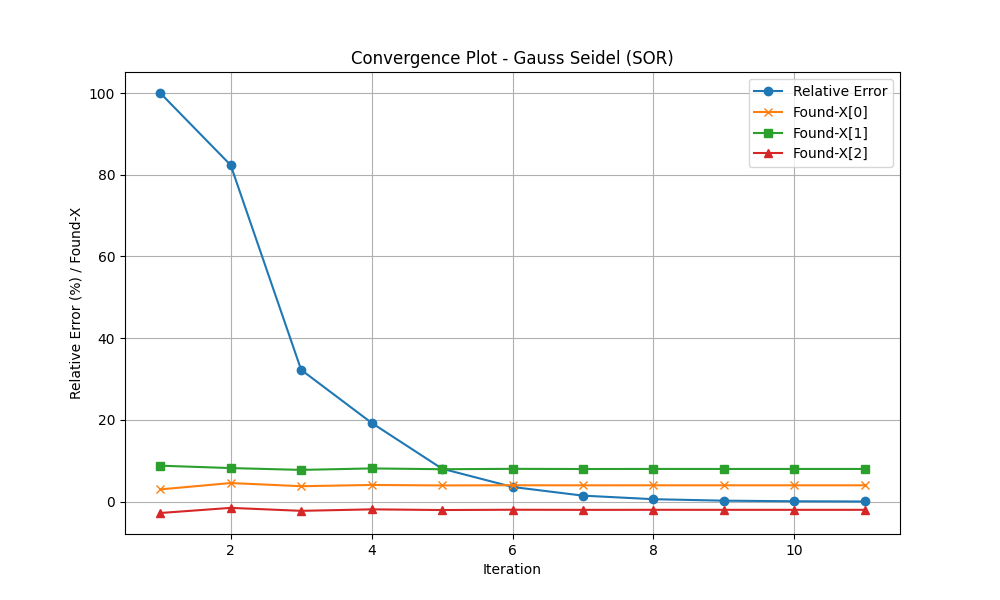 Convergence Plot - Gauss Seidel (SOR)
Relative Error
Found-X[0]
Found-X[1]
Found-X[2]
Relative Error (%) / Found-X
100
80
60
40
20
0
2
4
6
8
10
Iteration